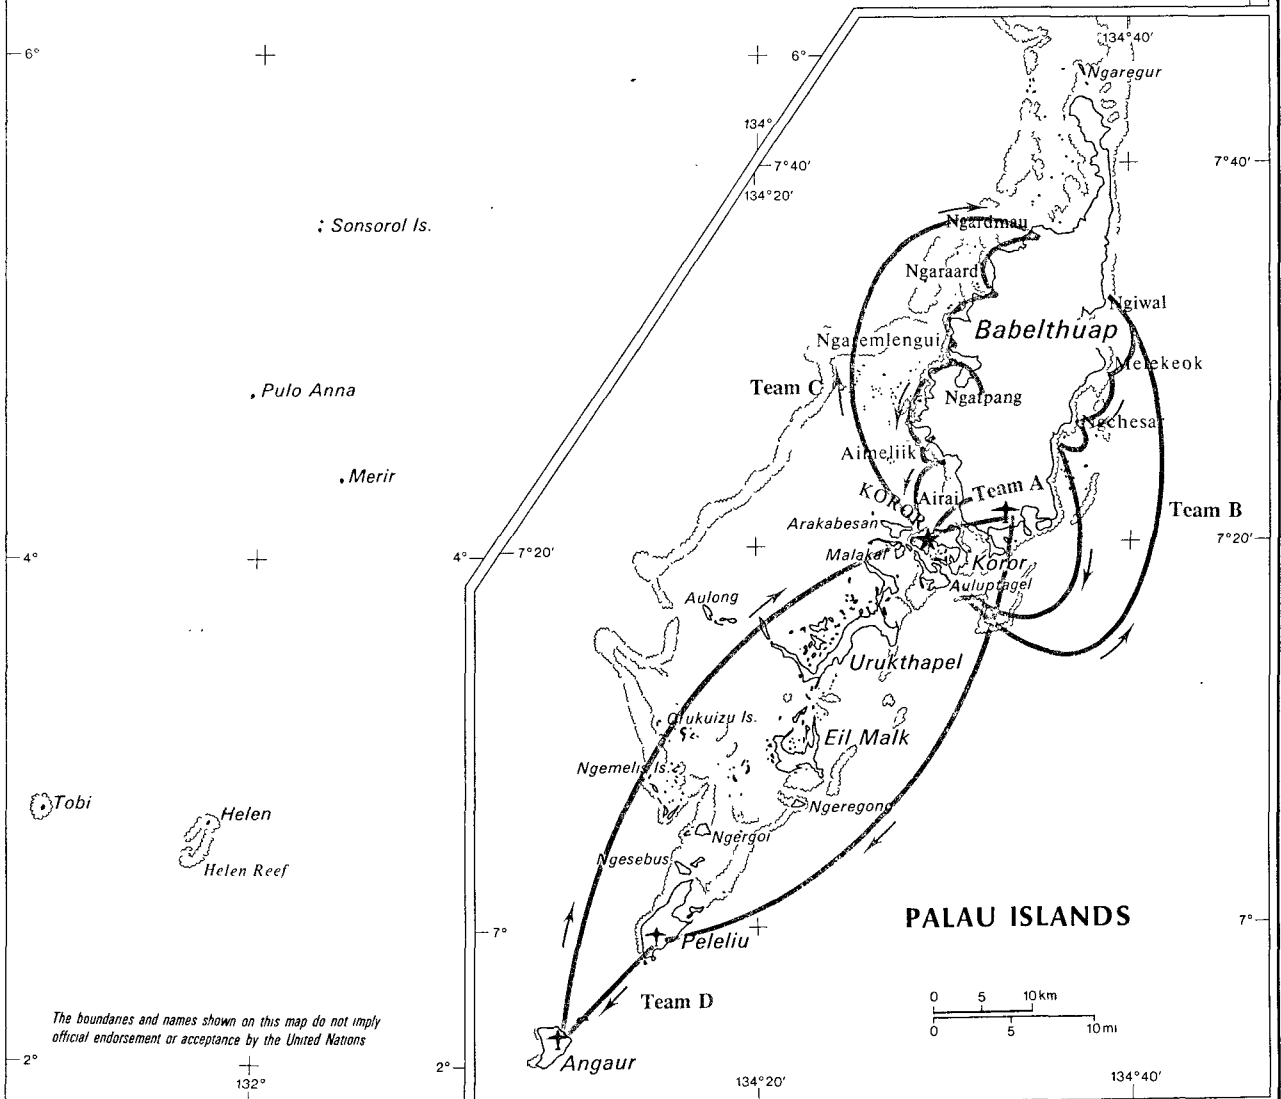 134°40'
6°
6°
Ngaregur
134°
7°40'
7°40'
134°20'
Sonsorol Is.
Ngardmau
Ngaraard
Ngiwal
Babelthuap
Ngaremlengui
Melekeok
Team C
Pulo Anna
Ngatpang
Ngchesar
Aimeliik
Merir
KOROR
Airai
Team A
Team B
Arakabesan
4°
4°
7°20'
Malakal
7°20'
Koror
Auluptagel
Aulong
Urukthapel
Olukuizu Is.
Eil Malk
Ngemelis Is.
Tobi
Helen
Ngeregong
Ngergoi
Helen Reef
Ngesebus
PALAU ISLANDS
7°
7°
Peleliu
Team D
0 5 10 km
0 5 10 mi
The boundaries and names shown on this map do not imply
official endorsement or acceptance by the United Nations
2°
2°
Angaur
132°
134°20'
134°40'